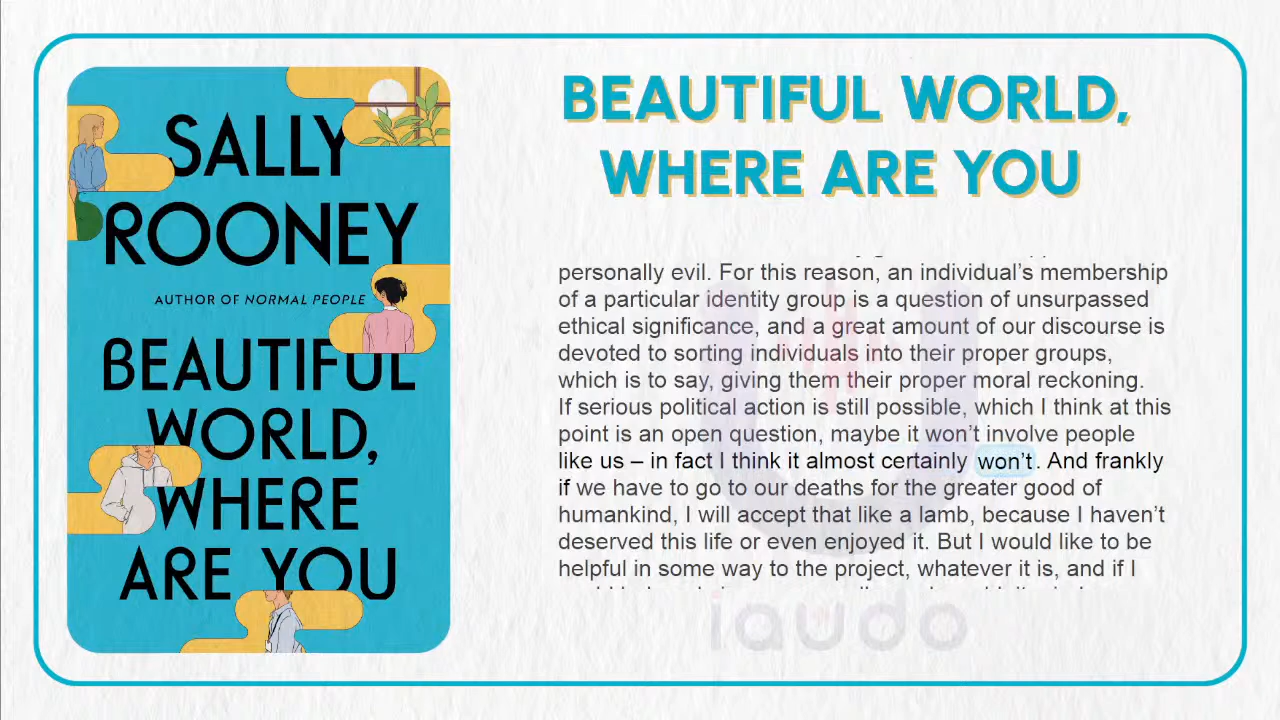 SALLY
ROONEY
AUTHOR OF NORMAL PEOPLE
BEAUTIFUL
WORLD,
WHERE
ARE YOU
BEAUTIFUL WORLD,
WHERE ARE YOU
personally evil. For this reason, an individual’s membership
of a particular identity group is a question of unsurpassed
ethical significance, and a great amount of our discourse is
devoted to sorting individuals into their proper groups,
which is to say, giving them their proper moral reckoning.
If serious political action is still possible, which I think at this
point is an open question, maybe it won’t involve people
like us – in fact I think it almost certainly won’t. And frankly
if we have to go to our deaths for the greater good of
humankind, I will accept that like a lamb, because I haven’t
deserved this life or even enjoyed it. But I would like to be
helpful in some way to the project, whatever it is, and if I
iaudo